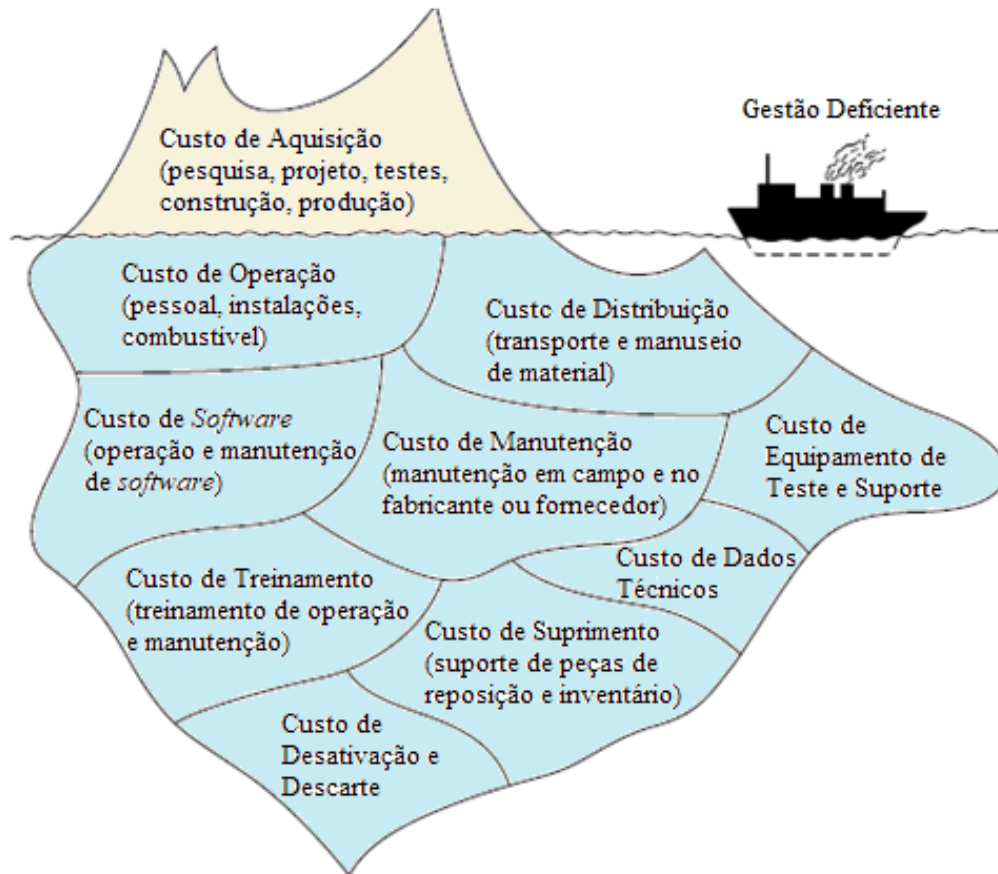 Gestão Deficiente
Custo de Aquisição
(pesquisa, projeto, testes,
construção, produção)
Custo de Operação
(pessoal, instalações,
combustível)
Custc de Distribuição
(transporte e manuseio
de material)
Custo de Software
(operação e manutenção
de software)
Custo de Manutenção
(manutenção em campo e no
fabricante ou fornecedor)
Custo de
Equipamento de
Teste e Suporte
Custo de Treinamento
(treinamento de operação
e manutenção)
Custo de Dados
Técnicos
Custo de Suprimento
(suporte de peças de
reposição e inventário)
Custo de
Desativação e
Descarte